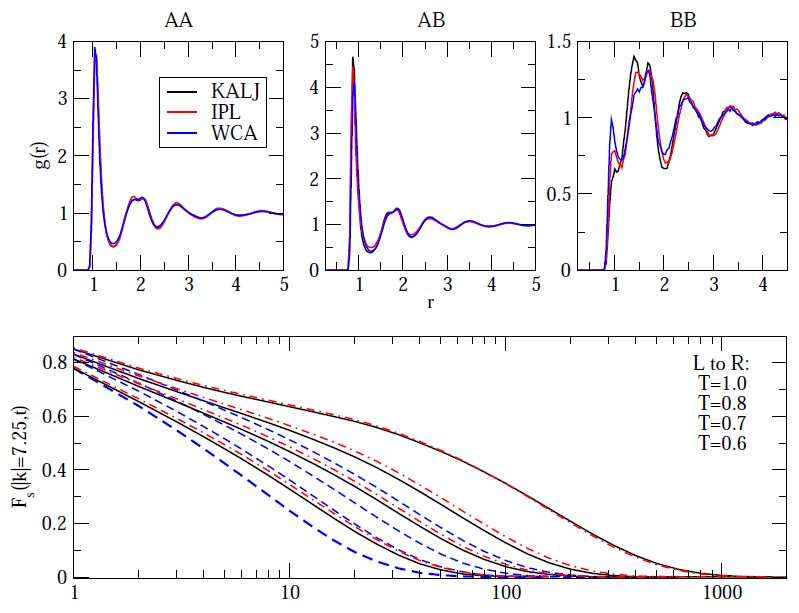 AA AB BB
4 5 1.5
KALJ
IPL
WCA
3 4 1
g(r)
2 3
1 2 0.5
1
0 0 0
1 2 3 4 5 1 2 3 4 5 1 2 3 4
r
L to R:
T=1.0
T=0.8
T=0.7
T=0.6
0.8
0.6
F_s(|k|=7.25,t)
0.4
0.2
0
1 10 100 1000